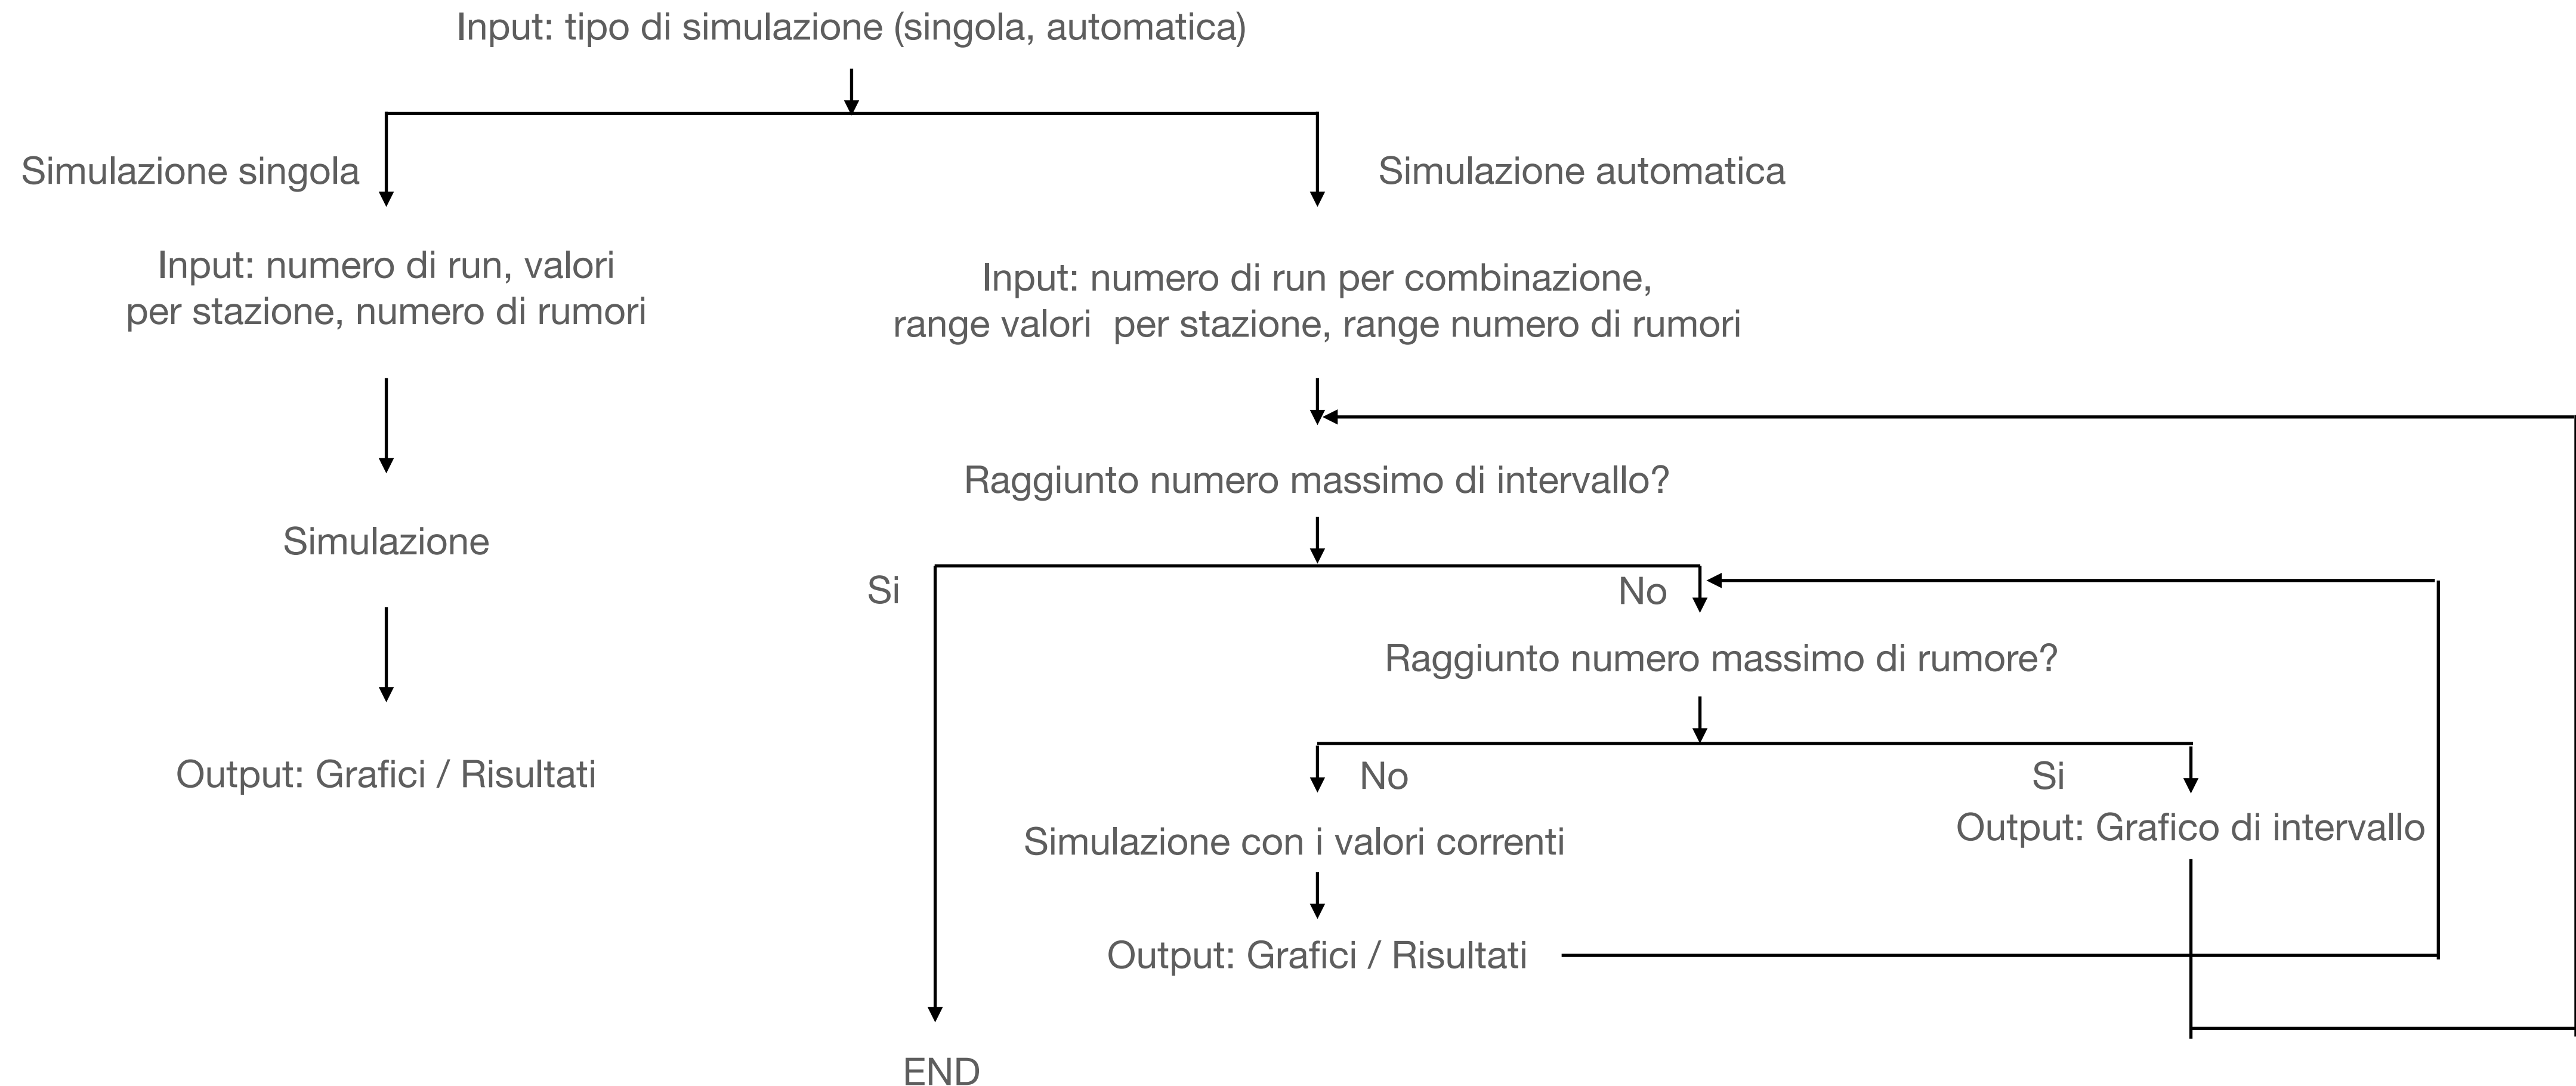 Input: tipo di simulazione (singola, automatica)
Simulazione singola
Simulazione automatica
Input: numero di run, valori
per stazione, numero di rumori
Input: numero di run per combinazione,
range valori per stazione, range numero di rumori
Raggiunto numero massimo di intervallo?
Simulazione
Si
No
Raggiunto numero massimo di rumore?
Output: Grafici / Risultati
No
Si
Simulazione con i valori correnti
Output: Grafico di intervallo
Output: Grafici / Risultati
END